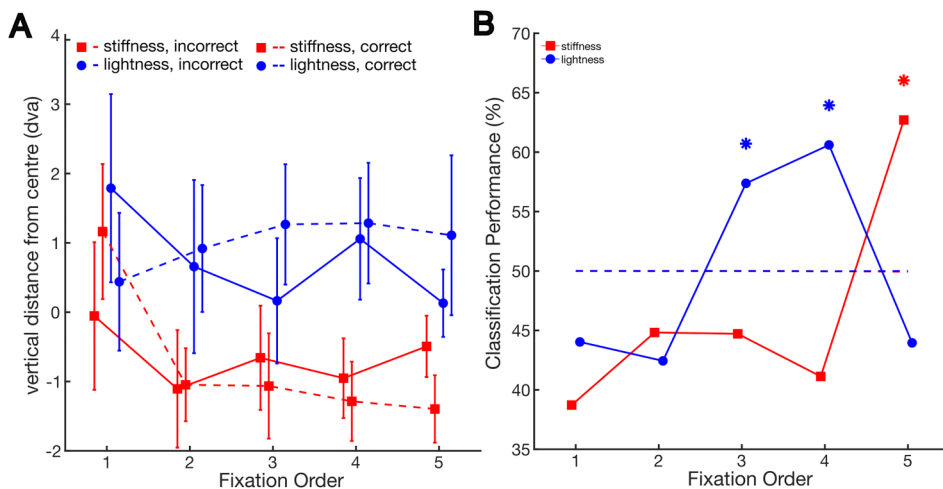 A
stiffness, incorrect
stiffness, correct
lightness, incorrect
lightness, correct
vertical distance from centre (dva)
4
3
2
1
0
-1
-2
1 2 3 4 5
Fixation Order
B
stiffness
lightness
Classification Performance (%)
70
65
60
55
50
45
40
35
1 2 3 4 5
Fixation Order